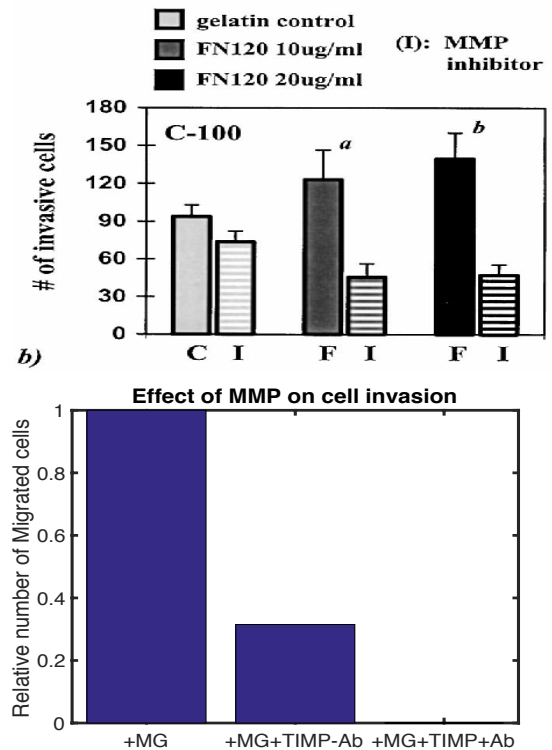 gelatin control
FN120 10ug/ml
FN120 20ug/ml
(I): MMP
inhibitor
# of invasive cells
180
150
120
90
60
30
0
C-100
a
b
C I F I F I
b)
Effect of MMP on cell invasion
Relative number of Migrated cells
1
0.8
0.6
0.4
0.2
0
+MG +MG+TIMP-Ab +MG+TIMP+Ab